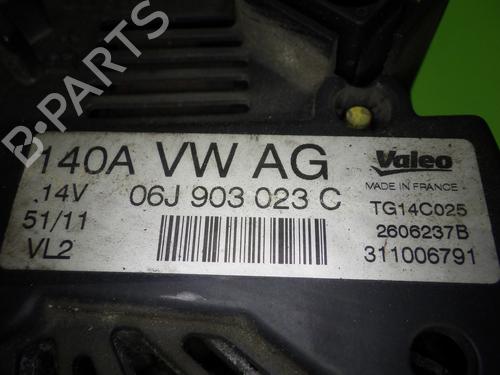 B-PARTS
140A VW AG
14V 06J 903 023 C
51/11
VL2
Valeo
MADE IN FRANCE
TG14C025
2606237B
311006791